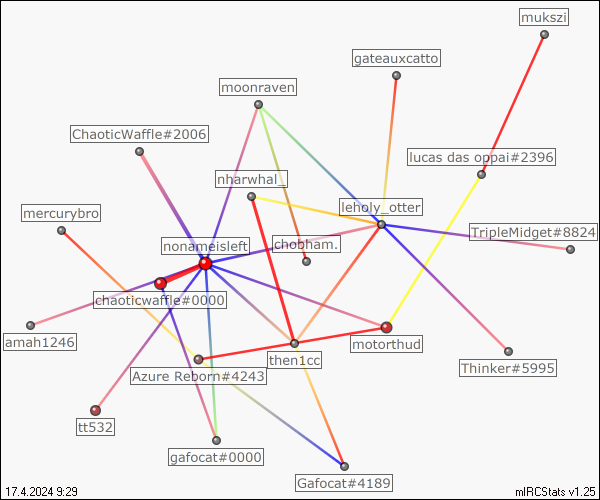 mukszi
gateauxcatto
moonraven
ChaoticWaffle#2006
lucas das oppai#2396
nharwhal_
leholy_otter
mercurybro
TripleMidget#8824
nonameisleft
chobham.
chaoticwaffle#0000
amah1246
motorthud
then1cc
Thinker#5995
Azure Reborn#4243
tt532
gafocat#0000
Gafocat#4189
17.4.2024 9:29
mIRCStats v1.25